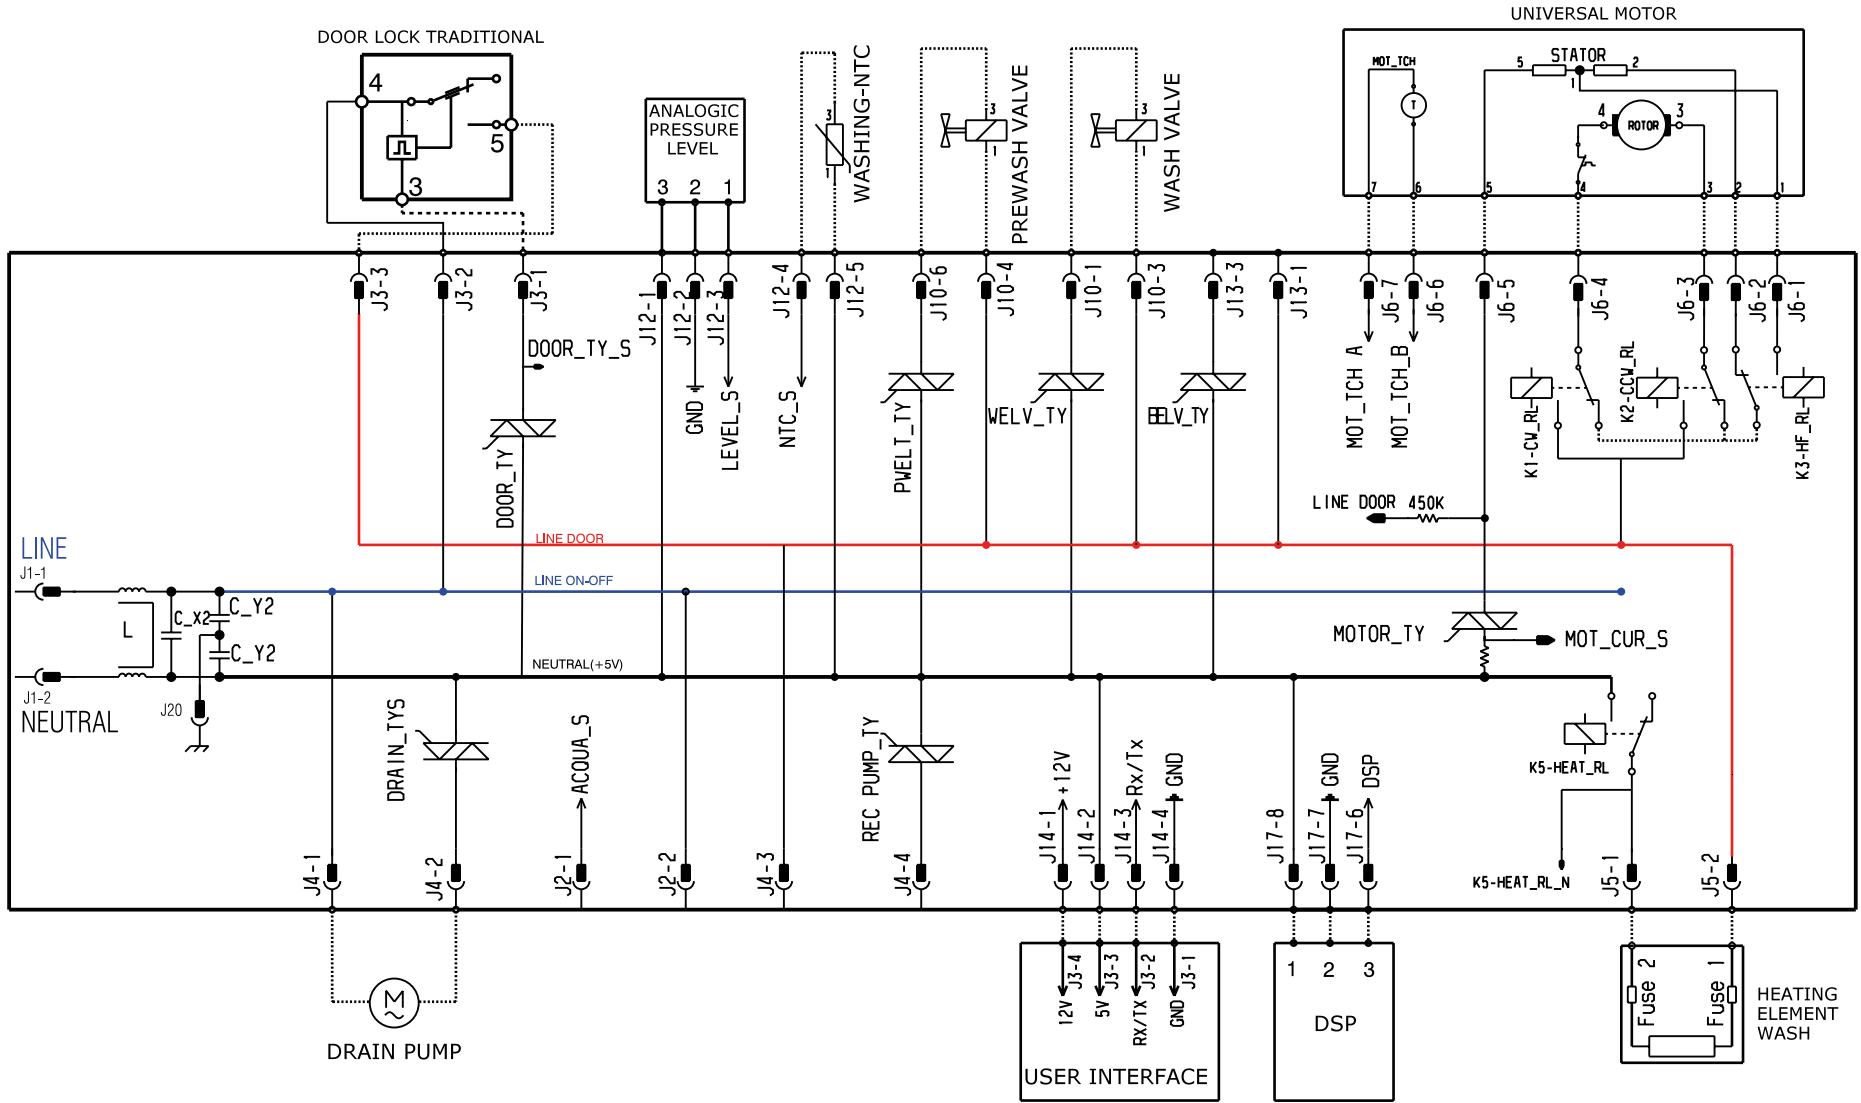 UNIVERSAL MOTOR
DOOR LOCK TRADITIONAL
4
5
3
ANALOGIC
PRESSURE
LEVEL
3 2 1
3
1
WASHING-NTC
3
1
PREWASH VALVE
3
1
WASH VALVE
MOT_TCH
T
STATOR
5
2
1
4
ROTOR
3
7 6 5 4 3 2 1
J3-3
J3-2
J3-1
J12-1
J12-2
J12-3
J12-4
J12-5
J10-6
J10-4
J10-1
J10-3
J13-3
J13-1
J6-7
J6-6
J6-5
J6-4
J6-3
J6-2
J6-1
DOOR_TY_S
DOOR_TY
GND
LEVEL_S
NTC_S
PWELT_TY
WELV_TY
ELV_TY
MOT_TCH A
MOT_TCH_B
K1-CW_RL
K2-CCW_RL
K3-HF_RL
LINE DOOR 450K
LINE DOOR
LINE
J1-1
LINE ON-OFF
L
C_X2
C_Y2
C_Y2
MOTOR_TY
MOT_CUR_S
NEUTRAL(+5V)
J1-2
NEUTRAL
J20
DRAIN_TYS
ACQUA_S
REC PUMP_TY
+12V
Rx/Tx
GND
GND
DSP
K5-HEAT_RL
K5-HEAT_RL_N
J4-1
J4-2
J2-1
J2-2
J4-3
J4-4
J14-1
J14-2
J14-3
J14-4
J17-8
J17-7
J17-6
J5-1
J5-2
M
~
DRAIN PUMP
J3-4
J3-3
J3-2
J3-1
12V
5V
RX/TX
GND
USER INTERFACE
1 2 3
DSP
Fuse 2
Fuse 1
HEATING
ELEMENT
WASH